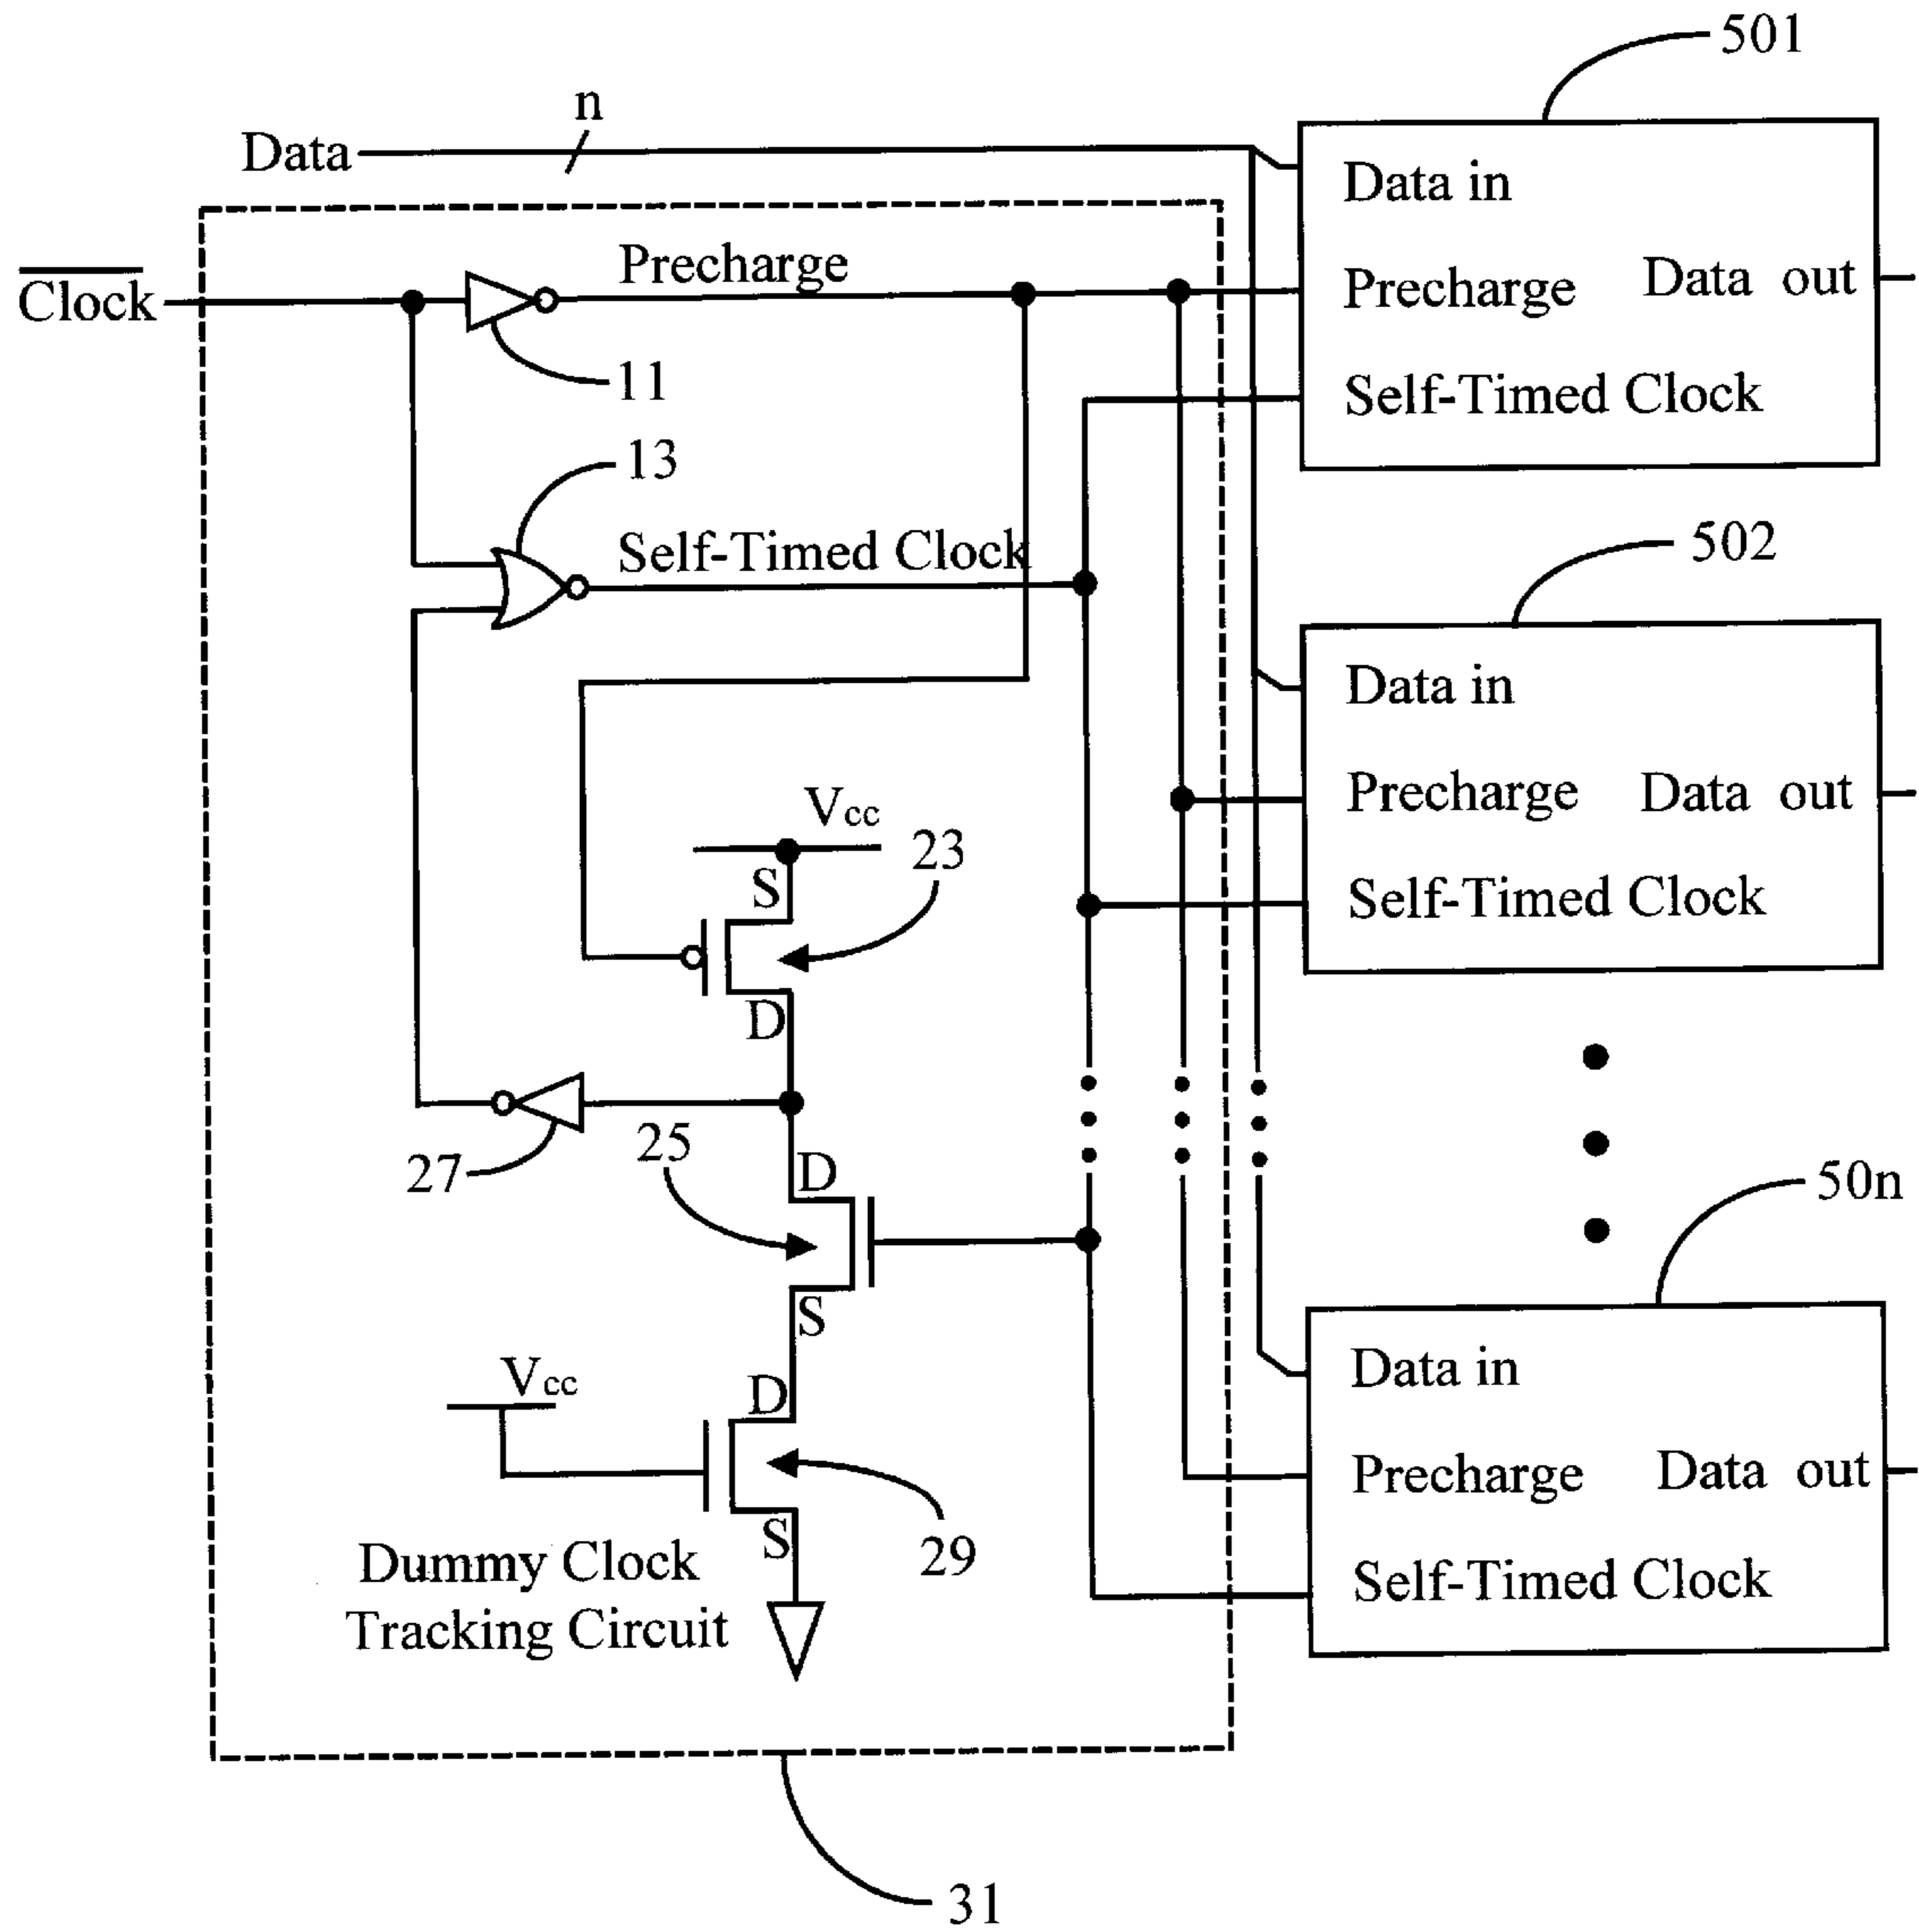 501
n
Data
Data in
Precharge
Clock
Precharge
Data out
11
Self-Timed Clock
13
Self-Timed Clock
502
Data in
Vcc
Precharge
Data out
23
S
Self-Timed Clock
D
25
27
D
50n
S
Vcc
D
Data in
Precharge
Data out
S
29
Dummy Clock
Tracking Circuit
Self-Timed Clock
31